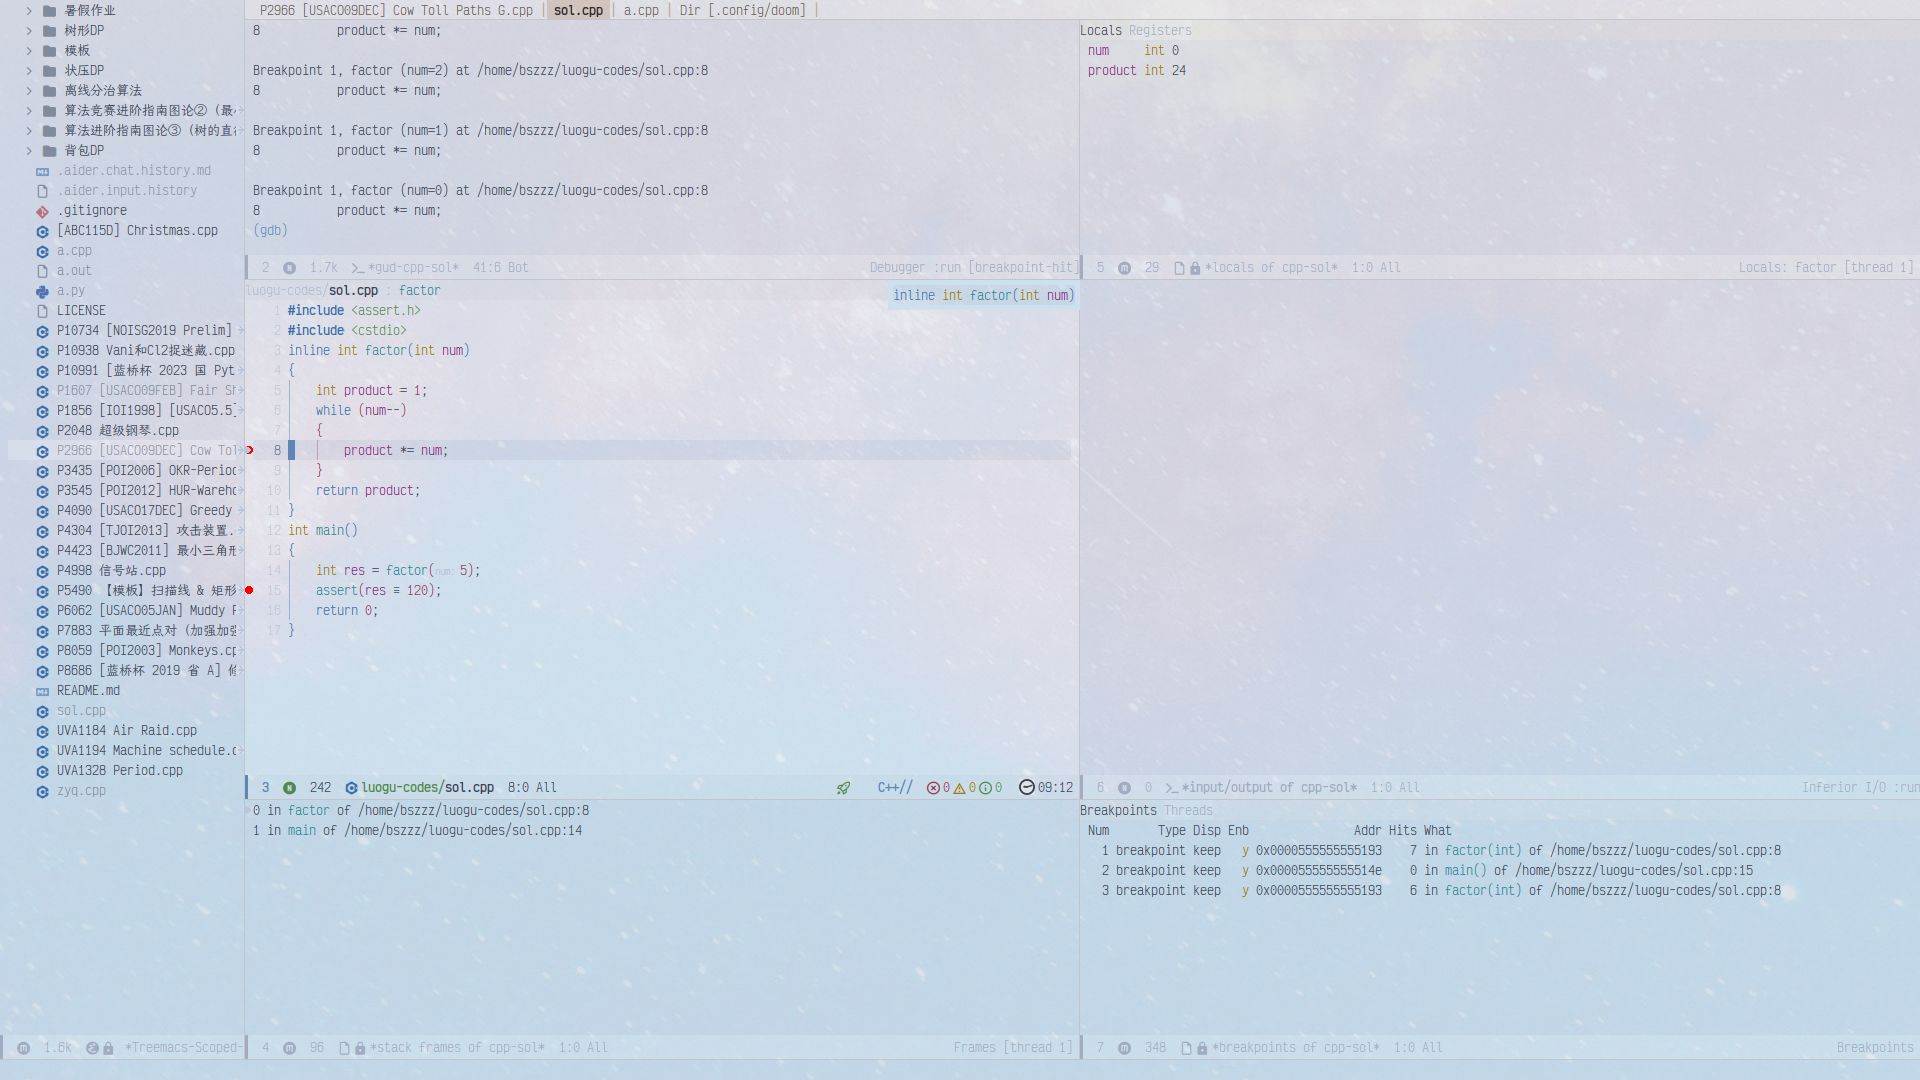 暑假作业
树形DP
模板
状压DP
离线分治算法
算法竞赛进阶指南图论②（最
算法进阶指南图论③（树的直
背包DP
.aider.chat.history.md
.aider.input.history
.gitignore
[ABC115D] Christmas.cpp
a.cpp
a.out
a.py
LICENSE
P10734 [NOISG2019 Prelim]
P10938 Vani和Cl2捉迷藏.cpp
P10991 [蓝桥杯 2023 国 Pyt
P1607 [USACO09FEB] Fair Sh
P1856 [IOI1998] [USACO5.5]
P2048 超级钢琴.cpp
P2966 [USACO09DEC] Cow Tol
P3435 [POI2006] OKR-Period
P3545 [POI2012] HUR-Wareho
P4090 [USACO17DEC] Greedy
P4304 [TJOI2013] 攻击装置.
P4423 [BJWC2011] 最小三角形
P4998 信号站.cpp
P5490 【模板】扫描线 & 矩形
P6062 [USACO05JAN] Muddy F
P7883 平面最近点对（加强加强
P8059 [POI2003] Monkeys.cp
P8686 [蓝桥杯 2019 省 A] 修
README.md
sol.cpp
UVA1184 Air Raid.cpp
UVA1194 Machine schedule.c
UVA1328 Period.cpp
zyq.cpp
1.6k *Treemacs-Scoped-
P2966 [USACO09DEC] Cow Toll Paths G.cpp | sol.cpp | a.cpp | Dir [.config/doom] |
8 product *= num;
Breakpoint 1, factor (num=2) at /home/bszzz/luogu-codes/sol.cpp:8
8 product *= num;
Breakpoint 1, factor (num=1) at /home/bszzz/luogu-codes/sol.cpp:8
8 product *= num;
Breakpoint 1, factor (num=0) at /home/bszzz/luogu-codes/sol.cpp:8
8 product *= num;
(gdb)
2 1.7k *gud-cpp-sol* 41:6 Bot Debugger :run [breakpoint-hit]
Locals Registers
num int 0
product int 24
5 29 *locals of cpp-sol* 1:0 All Locals: factor [thread 1]
luogu-codes/sol.cpp : factor
inline int factor(int num)
1 #include <assert.h>
2 #include <cstdio>
3 inline int factor(int num)
4 {
5 int product = 1;
6 while (num--)
7 {
8 product *= num;
9 }
10 return product;
11 }
12 int main()
13 {
14 int res = factor(num: 5);
15 assert(res == 120);
16 return 0;
17 }
3 242 luogu-codes/sol.cpp 8:0 All C++// 0 0 0 09:12
6 0 *input/output of cpp-sol* 1:0 All Inferior I/O :run
0 in factor of /home/bszzz/luogu-codes/sol.cpp:8
1 in main of /home/bszzz/luogu-codes/sol.cpp:14
4 96 *stack frames of cpp-sol* 1:0 All Frames [thread 1]
Breakpoints Threads
Num Type Disp Enb Addr Hits What
1 breakpoint keep y 0x0000555555555193 7 in factor(int) of /home/bszzz/luogu-codes/sol.cpp:8
2 breakpoint keep y 0x000055555555514e 0 in main() of /home/bszzz/luogu-codes/sol.cpp:15
3 breakpoint keep y 0x0000555555555193 6 in factor(int) of /home/bszzz/luogu-codes/sol.cpp:8
7 348 *breakpoints of cpp-sol* 1:0 All Breakpoints